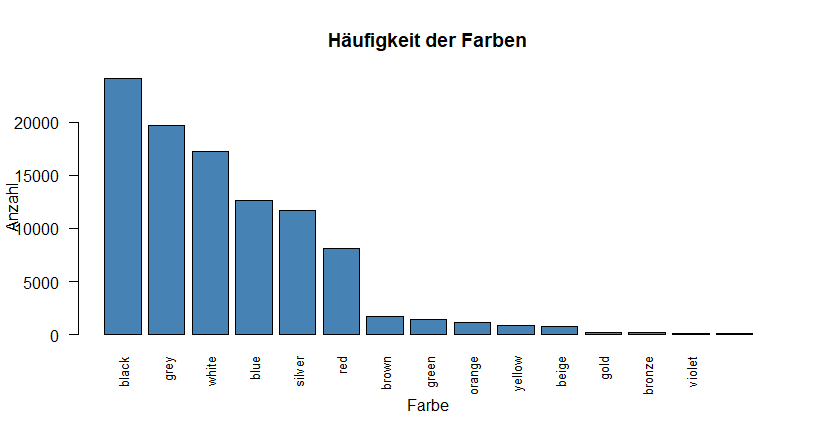 Häufigkeit der Farben
Anzahl
20000
15000
10000
5000
0
black
grey
white
blue
silver
red
brown
green
orange
yellow
beige
gold
bronze
violet
Farbe